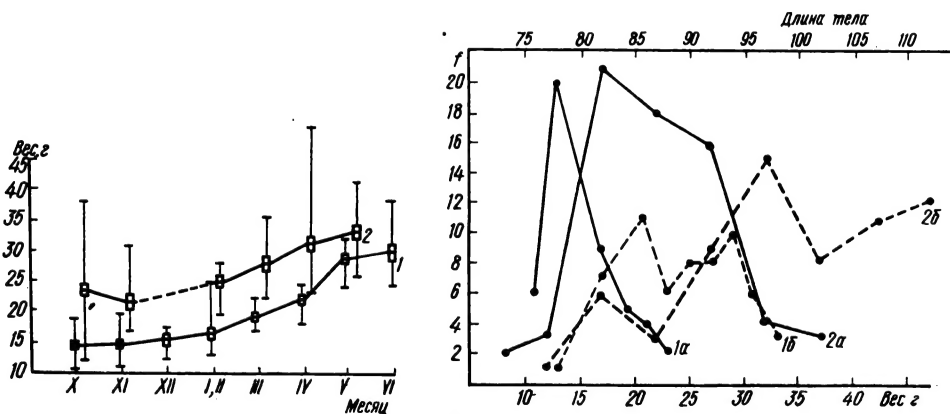 Вес, г
45
40
35
30
25
20
15
10
X XI XII I,II III IV V VI
Месяц
2
1
Длина тела
75 80 85 90 95 100 105 110
f
20
18
16
14
12
10
8
6
4
2
1а
1б
2а
2б
10 15 20 25 30 35 40 Вес г